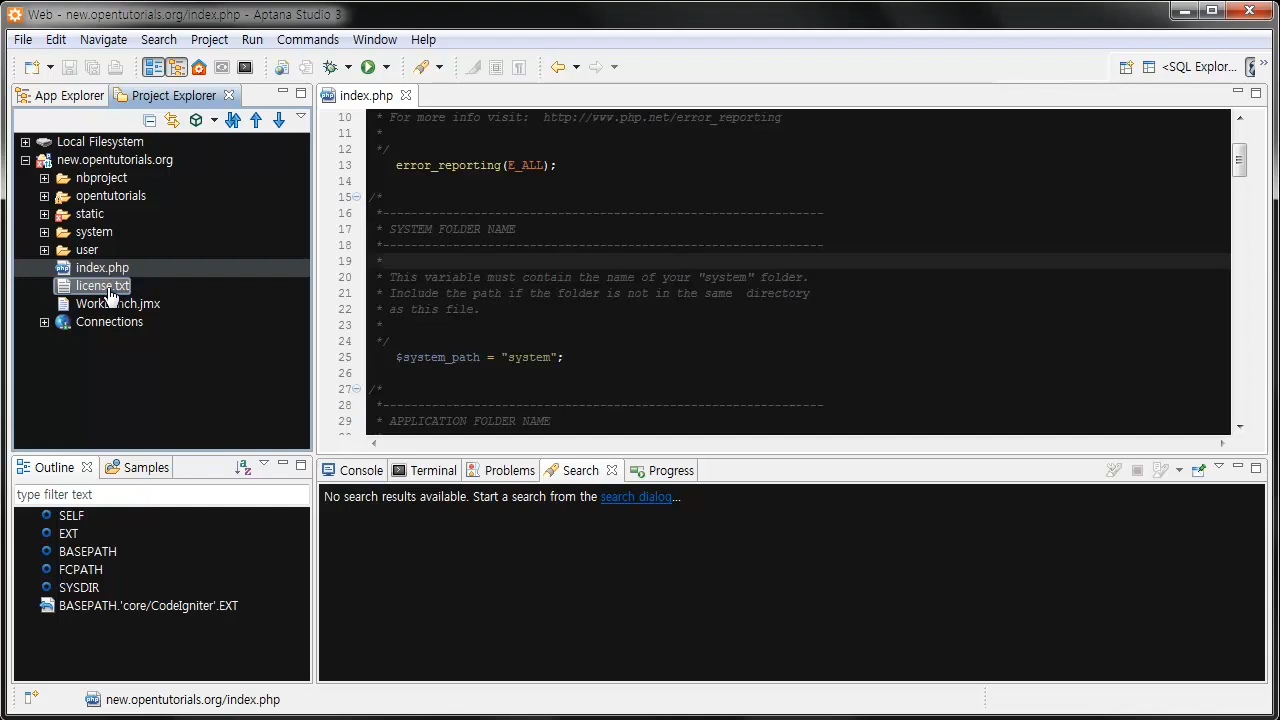 Web - new.opentutorials.org/index.php - Aptana Studio 3
File Edit Navigate Search Project Run Commands Window Help
<SQL Explor...
App Explorer Project Explorer
Local Filesystem
new.opentutorials.org
nbproject
opentutorials
static
system
user
index.php
license.txt
Workbench.jmx
Connections
index.php
10 * For more info visit: http://www.php.net/error_reporting
11 *
12 */
13 error_reporting(E_ALL);
14
15 /*
16 *---------------------------------------------------------------
17 * SYSTEM FOLDER NAME
18 *---------------------------------------------------------------
19 *
20 * This variable must contain the name of your "system" folder.
21 * Include the path if the folder is not in the same directory
22 * as this file.
23 *
24 */
25 $system_path = "system";
26
27 /*
28 *---------------------------------------------------------------
29 * APPLICATION FOLDER NAME
Outline Samples
type filter text
SELF
EXT
BASEPATH
FCPATH
SYSDIR
BASEPATH.'core/CodeIgniter'.EXT
Console Terminal Problems Search Progress
No search results available. Start a search from the search dialog...
new.opentutorials.org/index.php